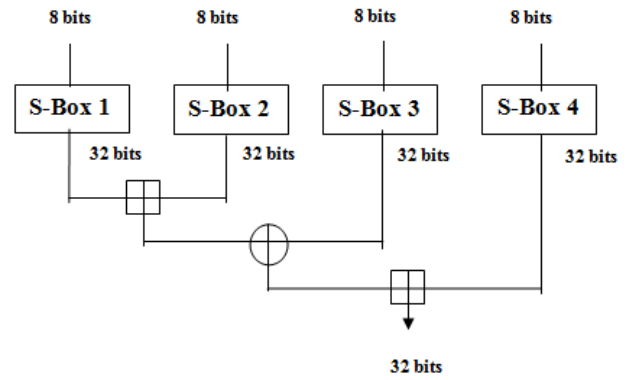 8 bits 8 bits 8 bits 8 bits
S-Box 1 S-Box 2 S-Box 3 S-Box 4
32 bits 32 bits 32 bits 32 bits
32 bits